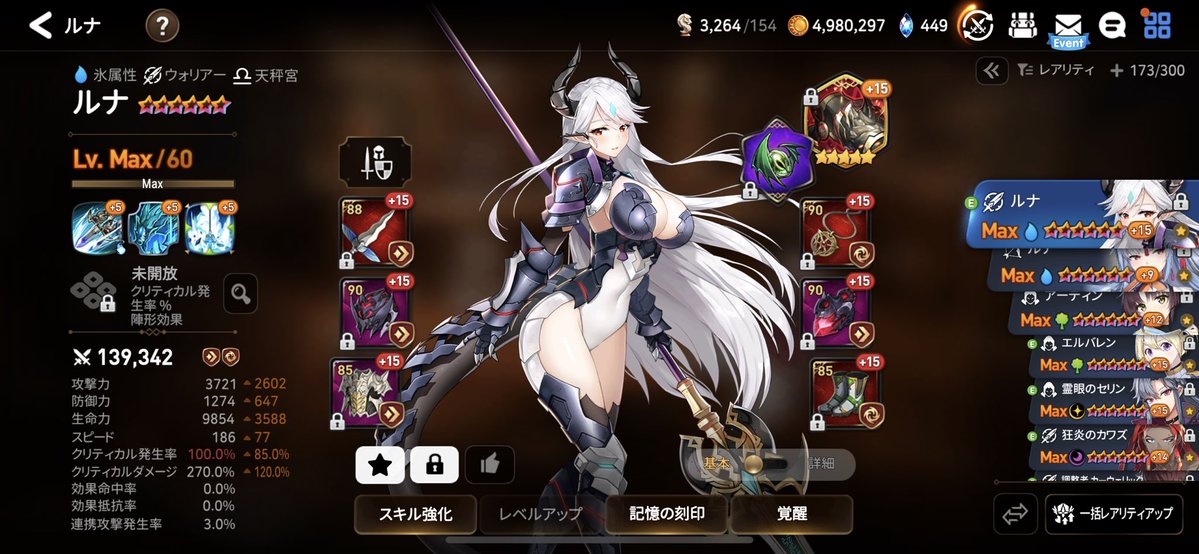 ルナ
?
3,264/154
4,980,297
449
Event
氷属性 ウォリアー 天秤宮
ルナ
Lv. Max/60
Max
+5 +5 +5
未開放
クリティカル発
生率%
陣形効果
139,342
攻撃力 3721 2602
防御力 1274 647
生命力 9854 3588
スピード 186 77
クリティカル発生率 100.0% 85.0%
クリティカルダメージ 270.0% 120.0%
効果命中率 0.0%
効果抵抗率 0.0%
連携攻撃発生率 3.0%
88 +15
90 +15
85 +15
+15
90 +15
90 +15
85 +15
基本 詳細
スキル強化
レベルアップ
記憶の刻印
覚醒
レアリティ
173/300
E ルナ
Max +15
ルナ
Max +9
アーティン
Max +12
E エルバレン
Max +15
E 霊眼のセリン
Max +15
E 狂炎のカワズ
Max +14
一括レアリティアップ